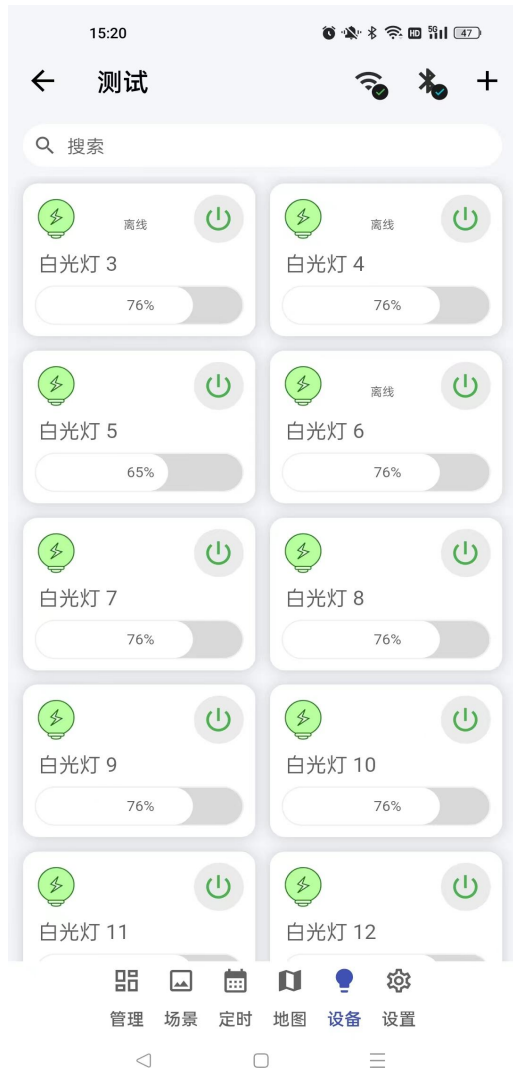 15:20
HD 5G 47
测试
搜索
离线
白光灯 3
76%
离线
白光灯 4
76%
白光灯 5
65%
离线
白光灯 6
76%
白光灯 7
76%
白光灯 8
76%
白光灯 9
76%
白光灯 10
76%
白光灯 11
白光灯 12
管理 场景 定时 地图 设备 设置